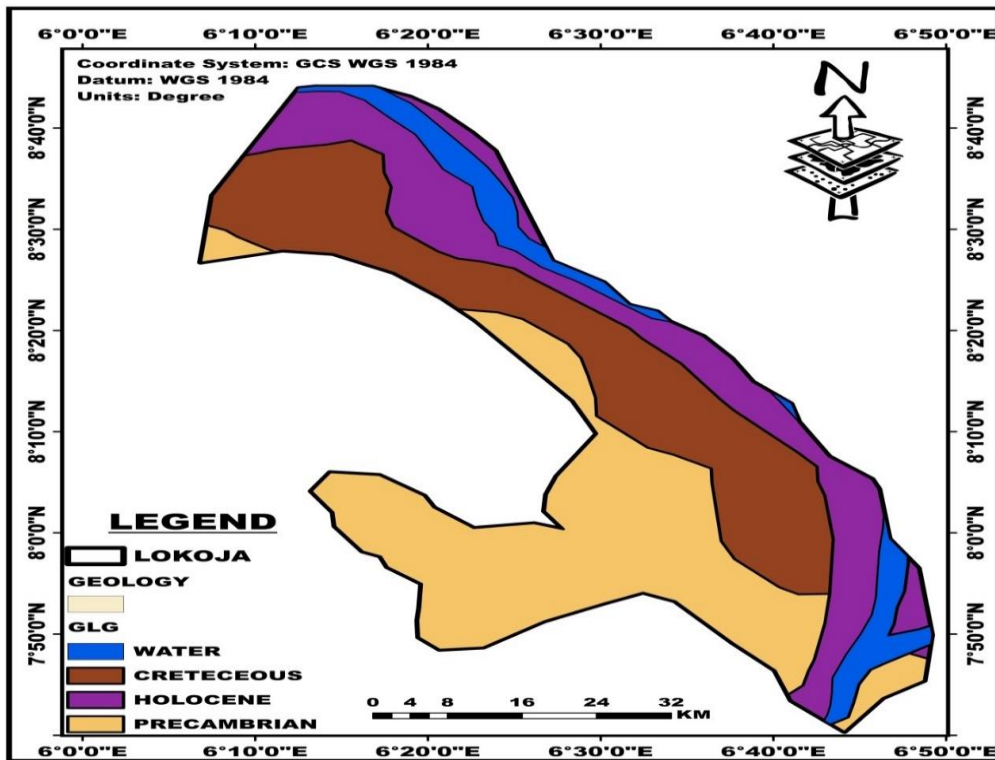 6°0'0"E 6°10'0"E 6°20'0"E 6°30'0"E 6°40'0"E 6°50'0"E
Coordinate System: GCS WGS 1984
Datum: WGS 1984
Units: Degree
N
8°40'0"N 8°40'0"N
8°30'0"N 8°30'0"N
8°20'0"N 8°20'0"N
8°10'0"N 8°10'0"N
8°0'0"N 8°0'0"N
7°50'0"N 7°50'0"N
LEGEND
LOKOJA
GEOLOGY
GLG
WATER
CRETECEOUS
HOLOCENE
PRECAMBRIAN
0 4 8 16 24 32
KM
6°0'0"E 6°10'0"E 6°20'0"E 6°30'0"E 6°40'0"E 6°50'0"E